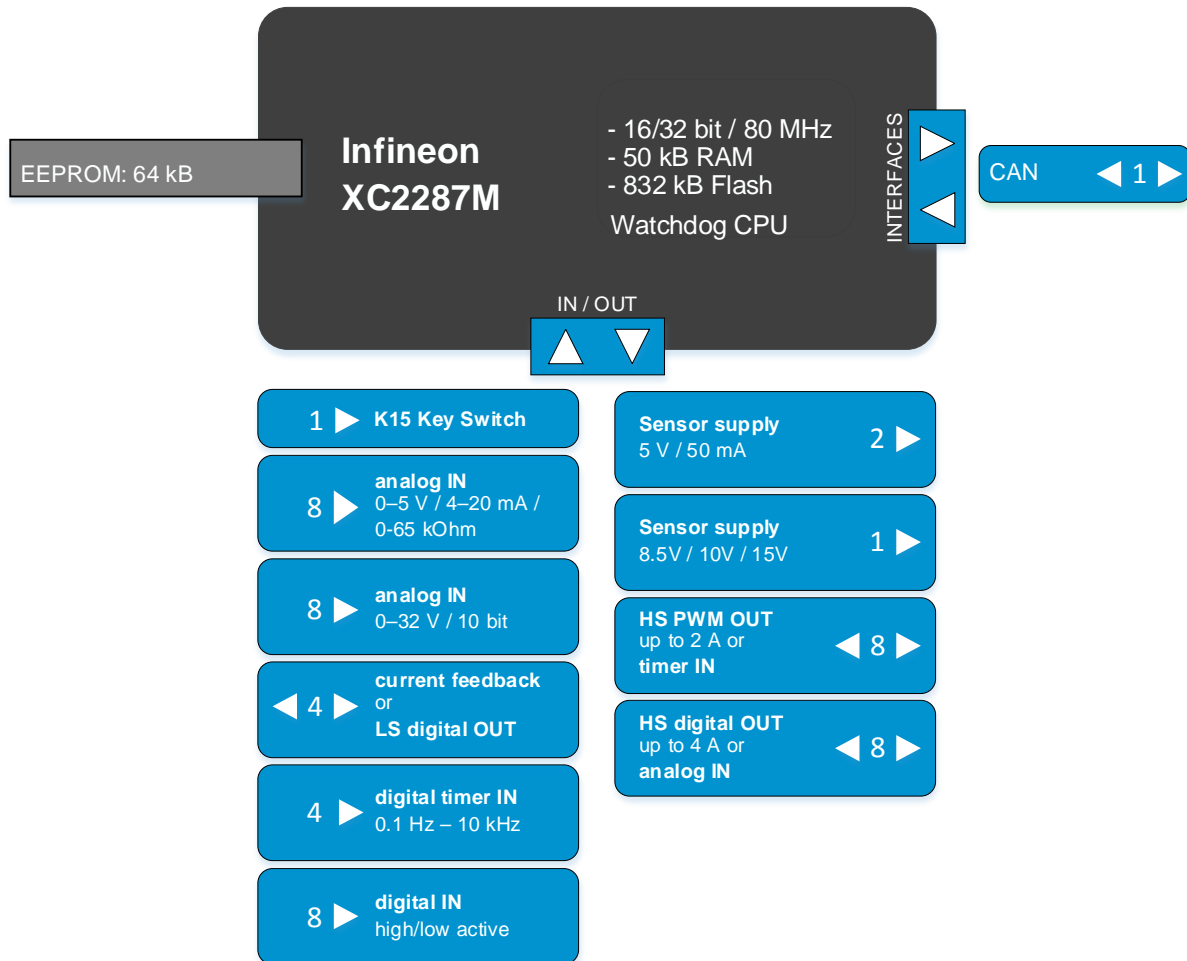 EEPROM: 64 kB
Infineon
XC2287M
- 16/32 bit / 80 MHz
- 50 kB RAM
- 832 kB Flash
Watchdog CPU
INTERFACES
CAN 1
IN / OUT
1 K15 Key Switch
8 analog IN
0–5 V / 4–20 mA /
0-65 kOhm
8 analog IN
0–32 V / 10 bit
4 current feedback
or
LS digital OUT
4 digital timer IN
0.1 Hz – 10 kHz
8 digital IN
high/low active
Sensor supply 2
5 V / 50 mA
Sensor supply 1
8.5V / 10V / 15V
HS PWM OUT
up to 2 A or 8
timer IN
HS digital OUT
up to 4 A or 8
analog IN